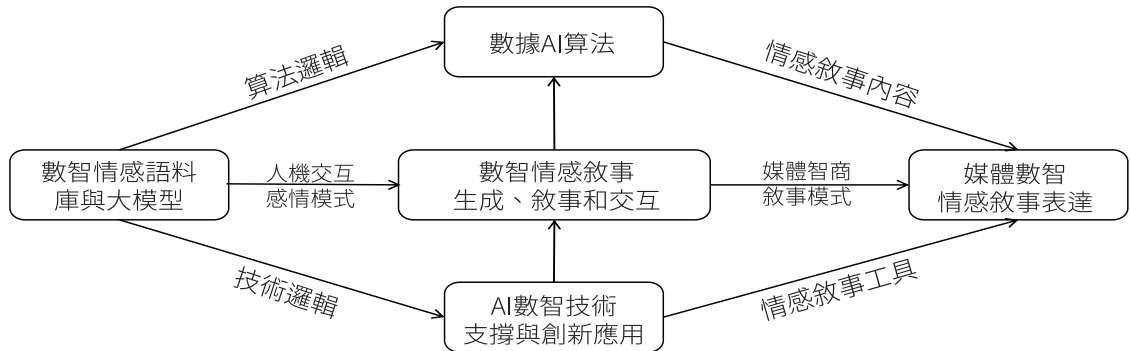 數據AI算法
算法邏輯
情感敘事內容
數智情感語料
庫與大模型
人機交互
感情模式
數智情感敘事
生成、敘事和交互
媒體智商
敘事模式
媒體數智
情感敘事表達
技術邏輯
AI數智技術
支撐與創新應用
情感敘事工具